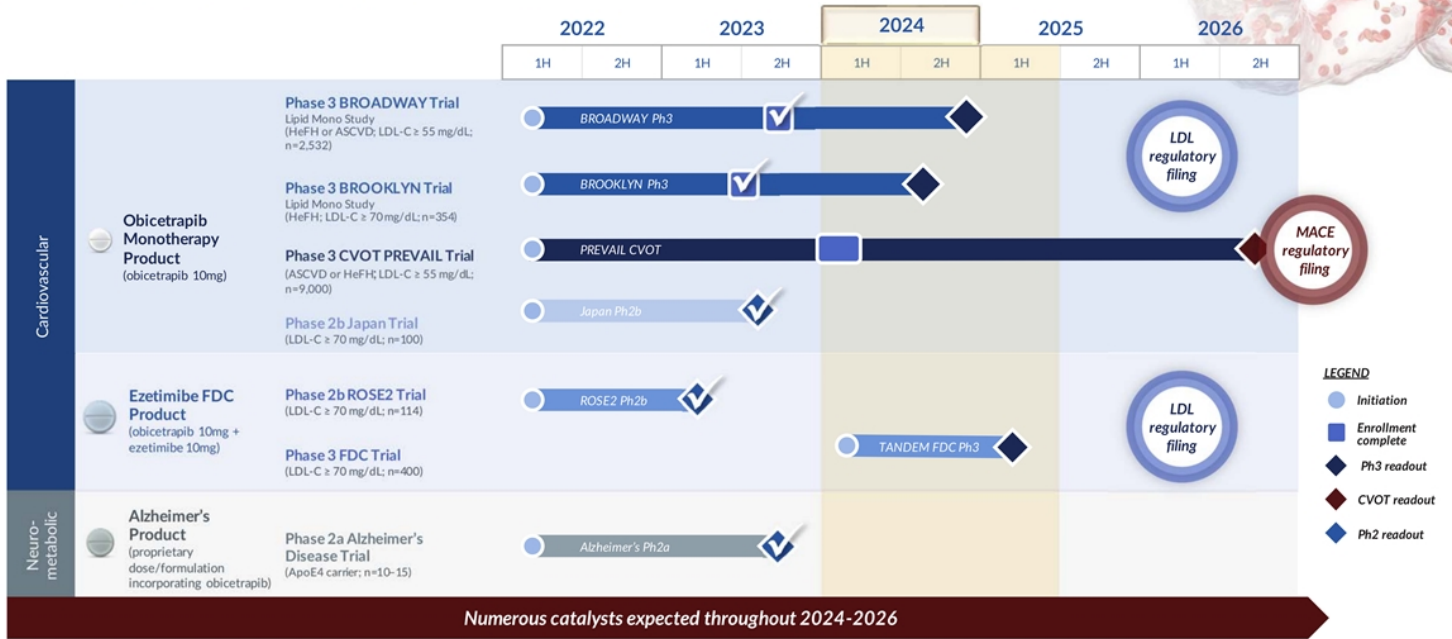 2022 2023 2024 2025 2026
1H 2H 1H 2H 1H 2H 1H 2H 1H 2H
Cardiovascular
Obicetrapib
Monotherapy
Product
(obicetrapib 10mg)
Phase 3 BROADWAY Trial
Lipid Mono Study
(HeFH or ASCVD; LDL-C ≥ 55 mg/dL;
n=2,532)
BROADWAY Ph3
Phase 3 BROOKLYN Trial
Lipid Mono Study
(HeFH; LDL-C ≥ 70 mg/dL; n=354)
BROOKLYN Ph3
Phase 3 CVOT PREVAIL Trial
(ASCVD or HeFH; LDL-C ≥ 55 mg/dL;
n=9,000)
PREVAIL CVOT
Phase 2b Japan Trial
(LDL-C ≥ 70 mg/dL; n=100)
Japan Ph2b
LDL
regulatory
filing
MACE
regulatory
filing
Ezetimibe FDC
Product
(obicetrapib 10mg +
ezetimibe 10mg)
Phase 2b ROSE2 Trial
(LDL-C ≥ 70 mg/dL; n=114)
ROSE2 Ph2b
Phase 3 FDC Trial
(LDL-C ≥ 70 mg/dL; n=400)
TANDEM FDC Ph3
LDL
regulatory
filing
Neuro-
metabolic
Alzheimer's
Product
(proprietary
dose/formulation
incorporating obicetrapib)
Phase 2a Alzheimer's
Disease Trial
(ApoE4 carrier; n=10-15)
Alzheimer's Ph2a
LEGEND
Initiation
Enrollment
complete
Ph3 readout
CVOT readout
Ph2 readout
Numerous catalysts expected throughout 2024-2026